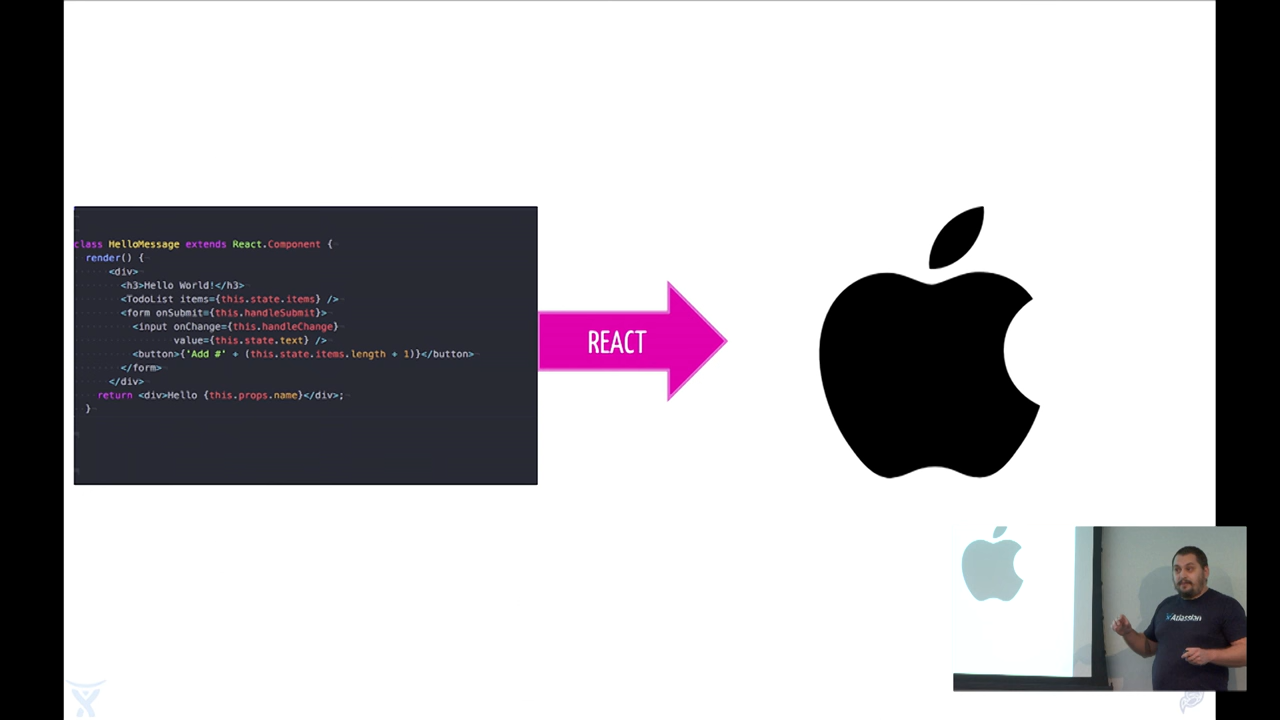 class HelloMessage extends React.Component {
render() {
<div>
<h3>Hello World!</h3>
<TodoList items={this.state.items} />
<form onSubmit={this.handleSubmit}>
<input onChange={this.handleChange}
value={this.state.text} />
<button>{'Add #' + (this.state.items.length + 1)}</button>
</form>
</div>
return <div>Hello {this.props.name}</div>;
}
REACT
Atlassian